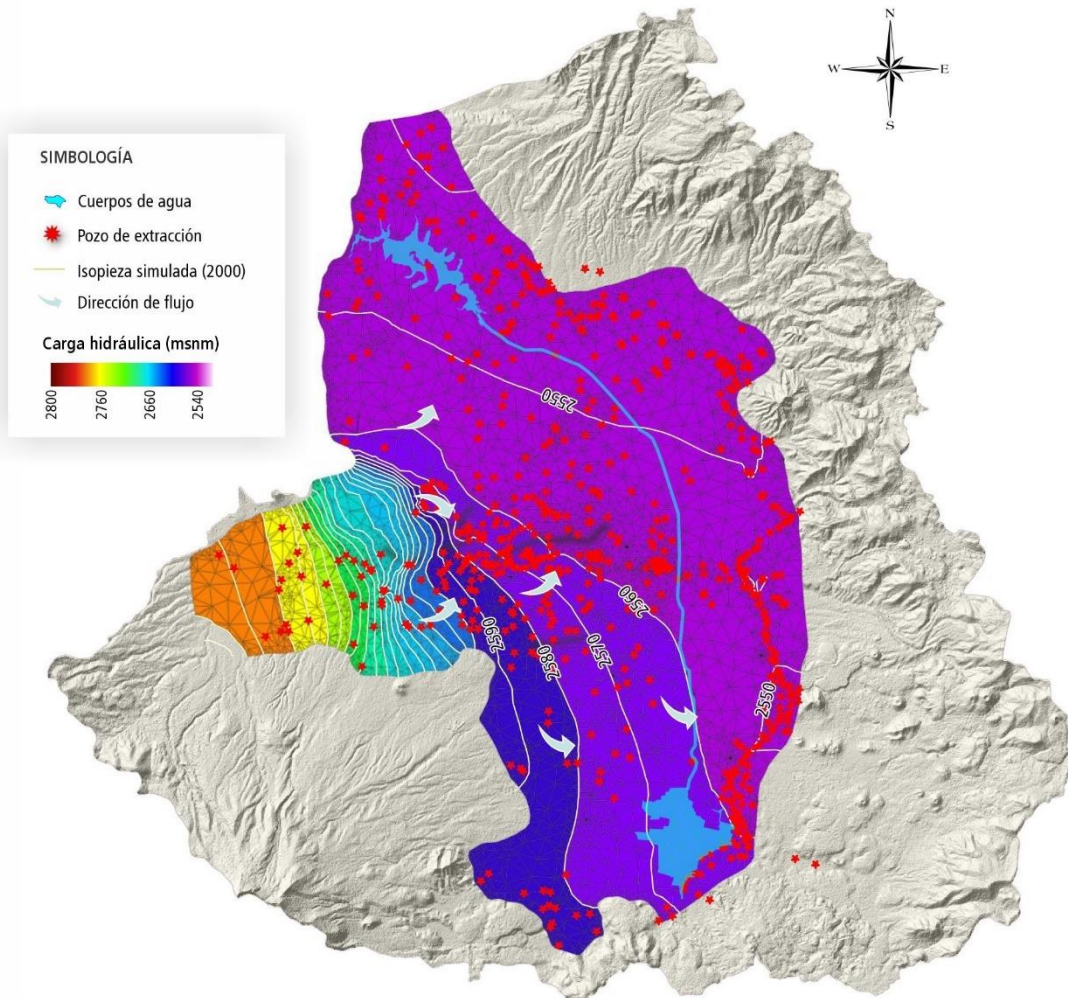 N
W
E
S
SIMBOLOGÍA
Cuerpos de agua
Pozo de extracción
Isopieza simulada (2000)
Dirección de flujo
Carga hidráulica (msnm)
2800
2760
2660
2540
2550
2560
2570
2580
2590
2550